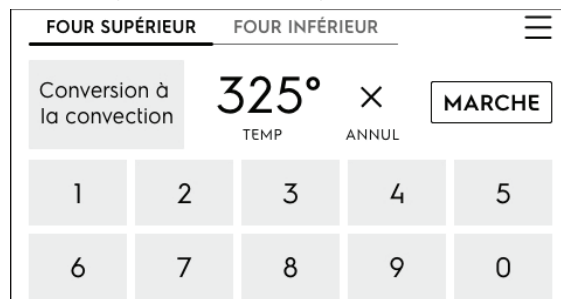 FOUR SUPÉRIEUR FOUR INFÉRIEUR
Conversion à
la convection
325°
TEMP
×
ANNUL
MARCHE
1 2 3 4 5
6 7 8 9 0